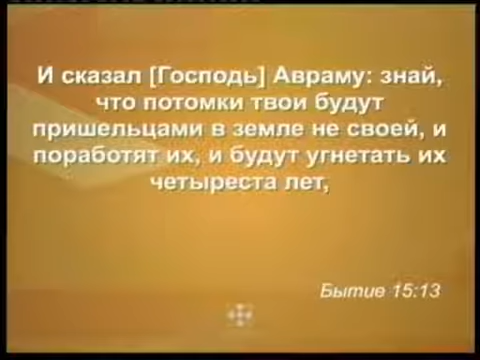 И сказал [Господь] Авраму: знай,
что потомки твои будут
пришельцами в земле не своей, и
поработят их, и будут угнетать их
четыреста лет,
Бытие 15:13